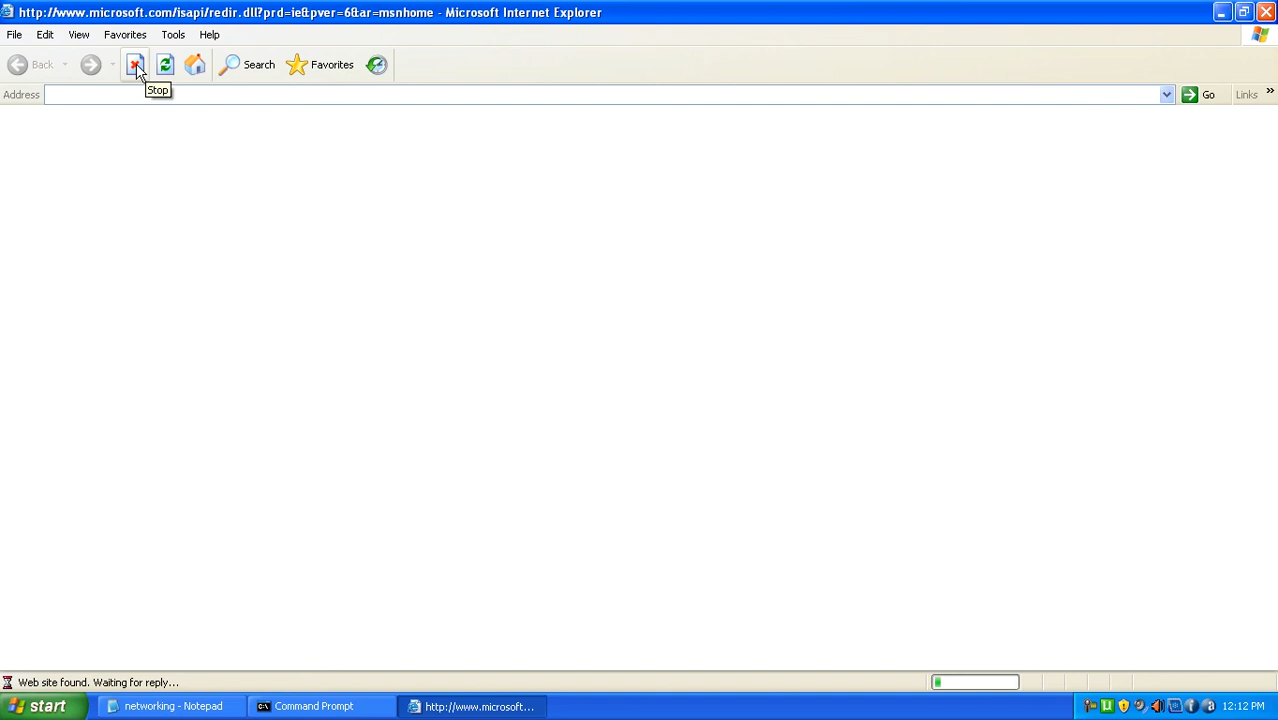 http://www.microsoft.com/isapi/redir.dll?prd=ie&pver=6&ar=msnhome - Microsoft Internet Explorer
File Edit View Favorites Tools Help
Back Search Favorites
Stop
Address Go Links »
Web site found. Waiting for reply...
start networking - Notepad Command Prompt http://www.microsoft... 12:12 PM